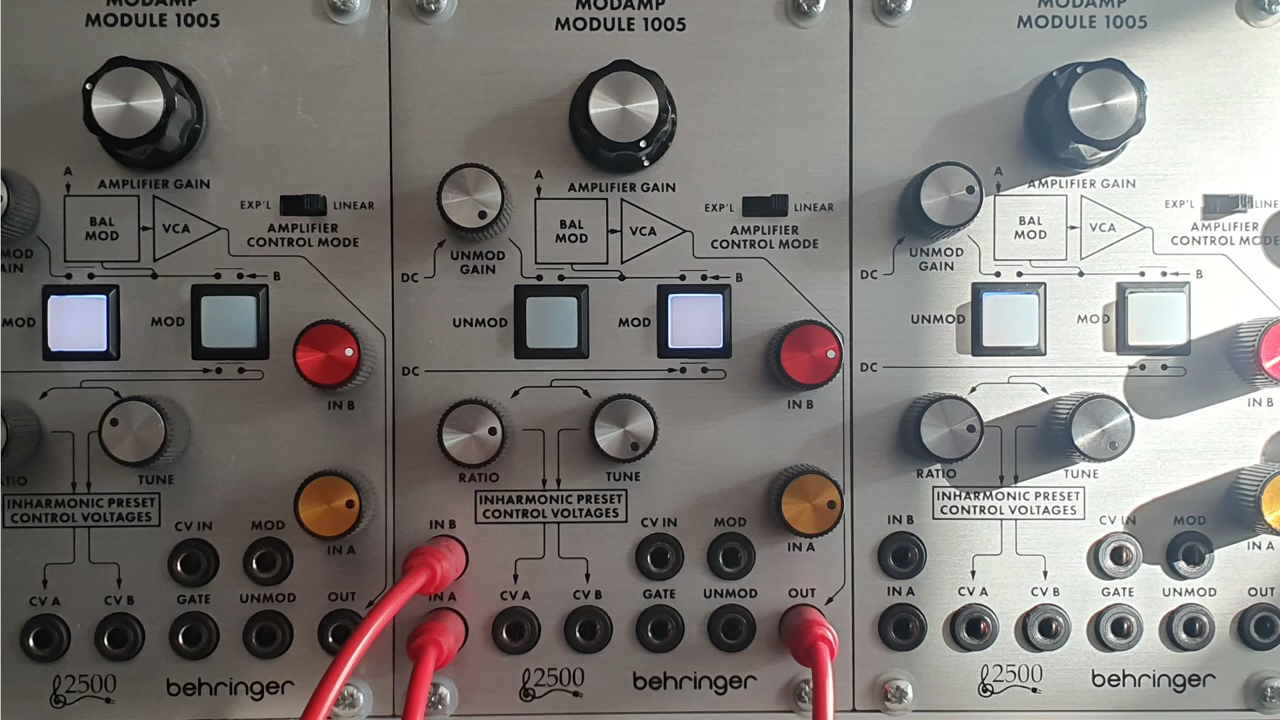 MODAMP
MODULE 1005
A
AMPLIFIER GAIN
BAL
MOD
VCA
EXP'L
LINEAR
AMPLIFIER
CONTROL MODE
MOD
AIN
B
MOD
MOD
IN B
TIO
TUNE
INHARMONIC PRESET
CONTROL VOLTAGES
IN A
CV IN
MOD
CV A
CV B
GATE
UNMOD
OUT
2500
behringer
MODAMP
MODULE 1005
A
AMPLIFIER GAIN
BAL
MOD
VCA
EXP'L
LINEAR
AMPLIFIER
CONTROL MODE
UNMOD
GAIN
DC
B
UNMOD
MOD
DC
IN B
RATIO
TUNE
INHARMONIC PRESET
CONTROL VOLTAGES
IN A
IN B
CV IN
MOD
IN A
CV A
CV B
GATE
UNMOD
OUT
2500
behringer
MODAMP
MODULE 1005
A
AMPLIFIER GAIN
BAL
MOD
VCA
EXP'L
LINE
AMPLIFIER
CONTROL MODE
UNMOD
GAIN
DC
B
UNMOD
MOD
DC
IN B
RATIO
TUNE
INHARMONIC PRESET
CONTROL VOLTAGES
IN B
CV IN
MOD
IN A
IN A
CV A
CV B
GATE
UNMOD
OUT
2500
behringer